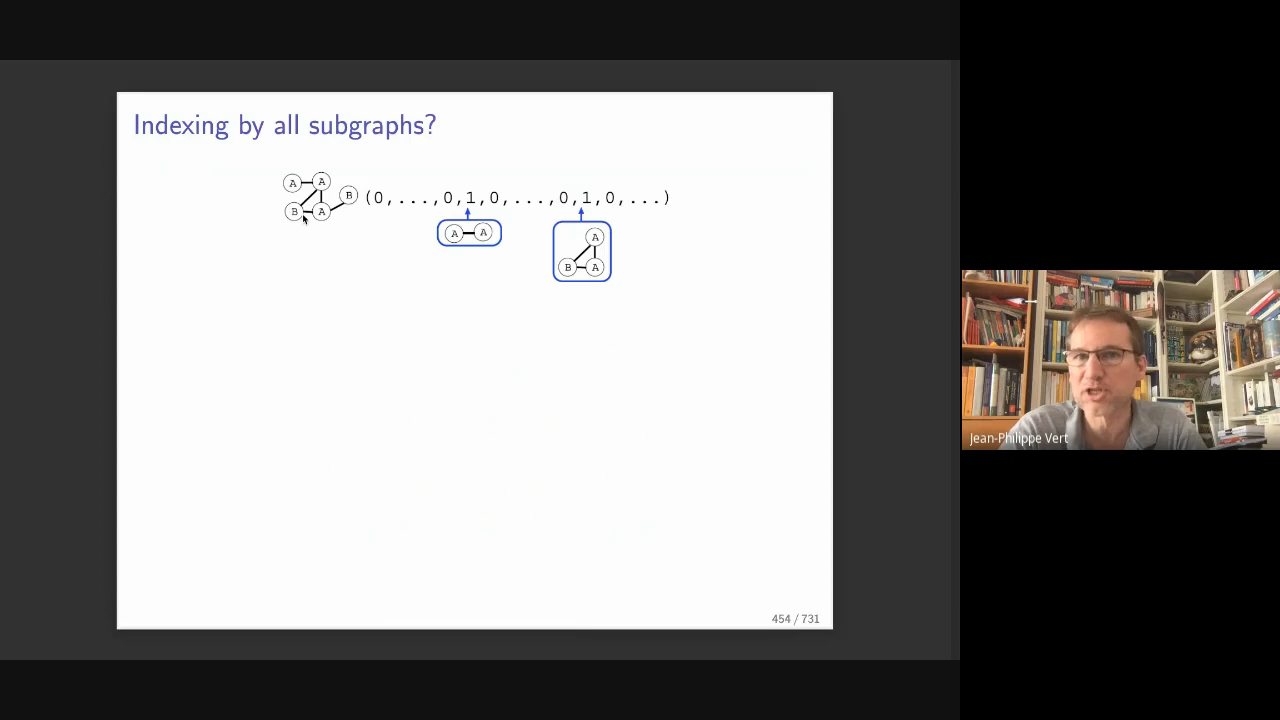 Indexing by all subgraphs?
A A B B A (0,...,0,1,0,...,0,1,0,...)
A A
A B A
454 / 731
Jean-Philippe Vert